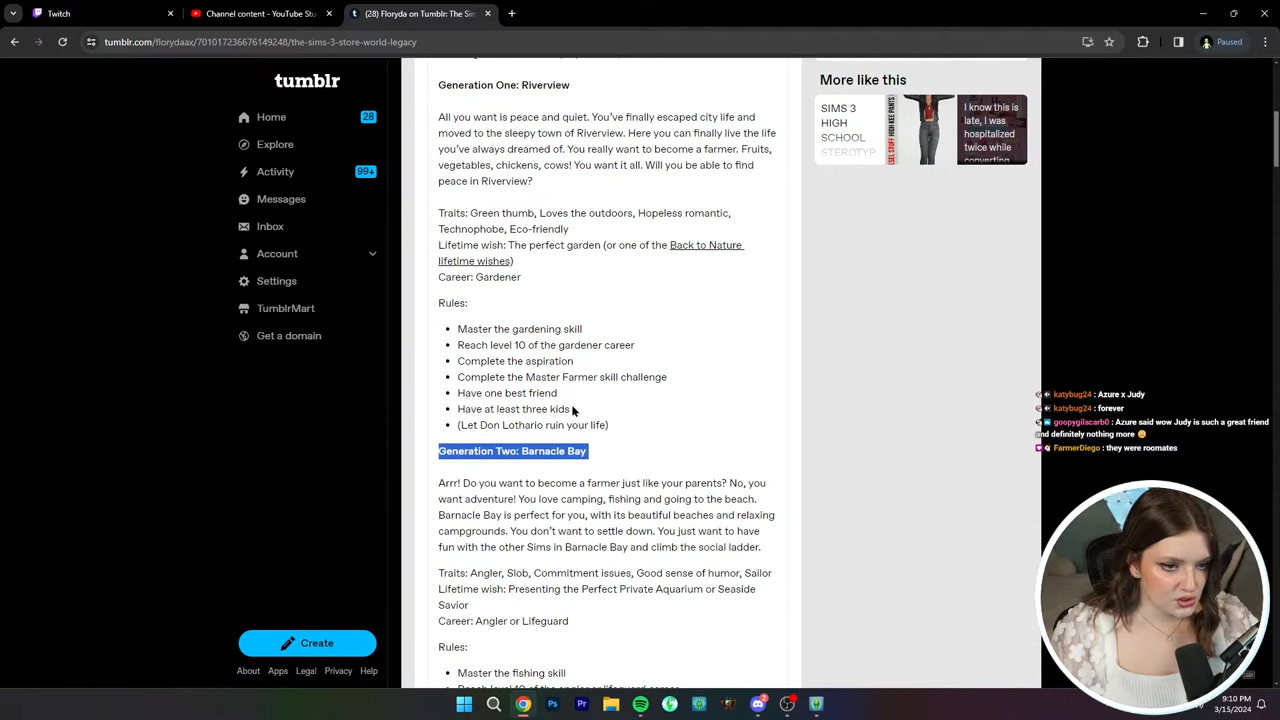 Twitch
Channel content - YouTube Stu
(28) Floryda on Tumblr: The Sim
tumblr.com/florydaax/701017236676149248/the-sims-3-store-world-legacy
Paused
tumblr
Home
28
Explore
Activity
99+
Messages
Inbox
Account
Settings
TumblrMart
Get a domain
Create
About Apps Legal Privacy Help
Generation One: Riverview
All you want is peace and quiet. You've finally escaped city life and
moved to the sleepy town of Riverview. Here you can finally live the life
you've always dreamed of. You really want to become a farmer. Fruits,
vegetables, chickens, cows! You want it all. Will you be able to find
peace in Riverview?
Traits: Green thumb, Loves the outdoors, Hopeless romantic,
Technophobe, Eco-friendly
Lifetime wish: The perfect garden (or one of the Back to Nature
lifetime wishes)
Career: Gardener
Rules:
Master the gardening skill
Reach level 10 of the gardener career
Complete the aspiration
Complete the Master Farmer skill challenge
Have one best friend
Have at least three kids
(Let Don Lothario ruin your life)
Generation Two: Barnacle Bay
Arrr! Do you want to become a farmer just like your parents? No, you
want adventure! You love camping, fishing and going to the beach.
Barnacle Bay is perfect for you, with its beautiful beaches and relaxing
campgrounds. You don't want to settle down. You just want to have
fun with the other Sims in Barnacle Bay and climb the social ladder.
Traits: Angler, Slob, Commitment issues, Good sense of humor, Sailor
Lifetime wish: Presenting the Perfect Private Aquarium or Seaside
Savior
Career: Angler or Lifeguard
Rules:
Master the fishing skill
More like this
SIMS 3
HIGH
SCHOOL
STEROTYP
HIGH KEE PANTS
I know this is
late, I was
hospitalized
twice while
converting
katybug24 : Azure x Judy
katybug24 : forever
goopygilscarb0 : Azure said wow Judy is such a great friend
and definitely nothing more
FarmerDiego : they were roomates
9:10 PM
3/15/2024